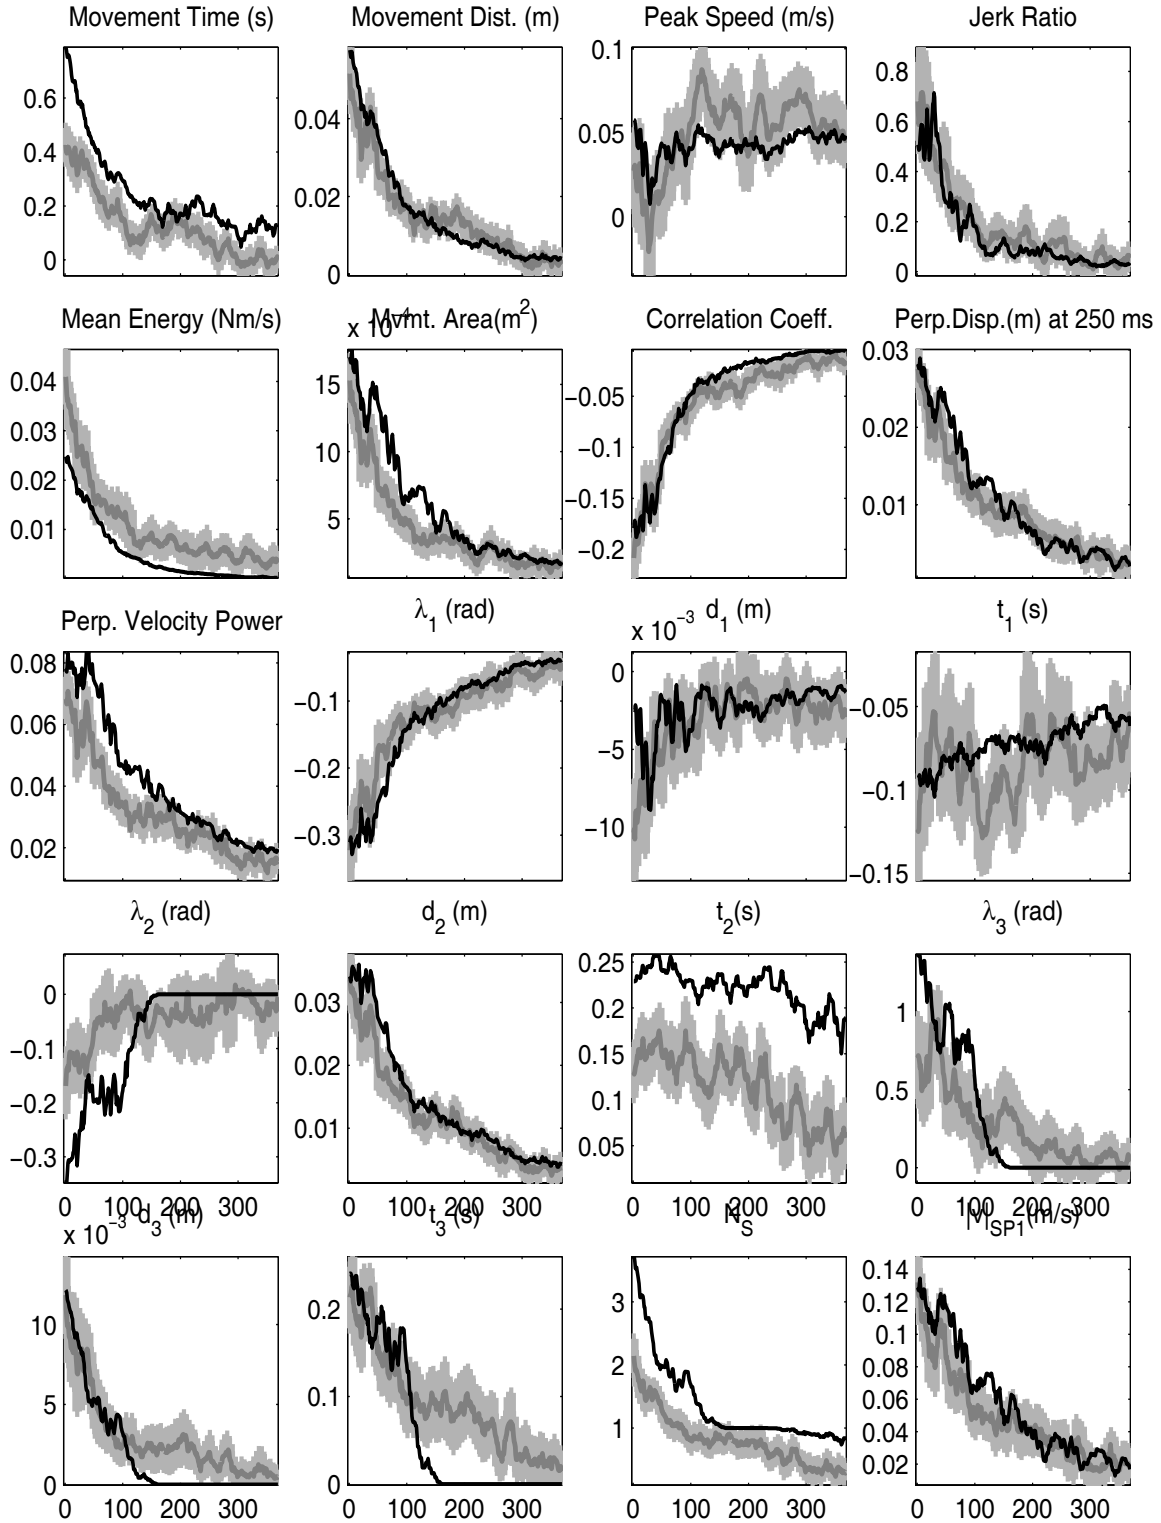 Movement Time (s) Movement Dist. (m) Peak Speed (m/s) Jerk Ratio
0.6 0.4 0.2 0
0.04 0.02 0
0.1 0.05 0
0.8 0.6 0.4 0.2 0
Mean Energy (Nm/s) x 10⁻⁴ Mvmnt. Area(m²) Correlation Coeff. Perp.Disp.(m) at 250 ms
0.04 0.03 0.02 0.01
15 10 5
−0.05 −0.1 −0.15 −0.2
0.03 0.02 0.01
Perp. Velocity Power λ₁ (rad) x 10⁻³ d₁ (m) t₁ (s)
0.08 0.06 0.04 0.02
−0.1 −0.2 −0.3
0 −5 −10
−0.05 −0.1 −0.15
λ₂ (rad) d₂ (m) t₂(s) λ₃ (rad)
0 −0.1 −0.2 −0.3
0.03 0.02 0.01
0.25 0.2 0.15 0.1 0.05
1 0.5 0
0 100 200 300 0 100 200 300 0 100 200 300 0 100 200 300
x 10⁻³ d₃ (m) t₃ (s) N_S |v|_SP1 (m/s)
10 5 0
0.2 0.1 0
3 2 1
0.14 0.12 0.1 0.08 0.06 0.04 0.02
0 100 200 300 0 100 200 300 0 100 200 300 0 100 200 300